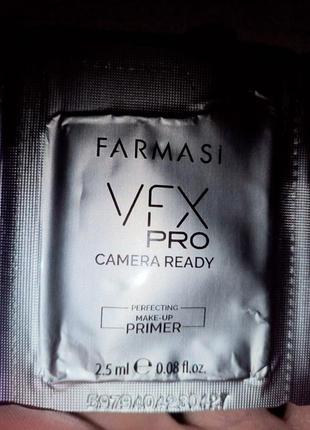 FARMASi
VFX
PRO
CAMERA READY
PERFECTING
MAKE-UP
PRIMER
2.5 ml ℮ 0.08 fl.oz.